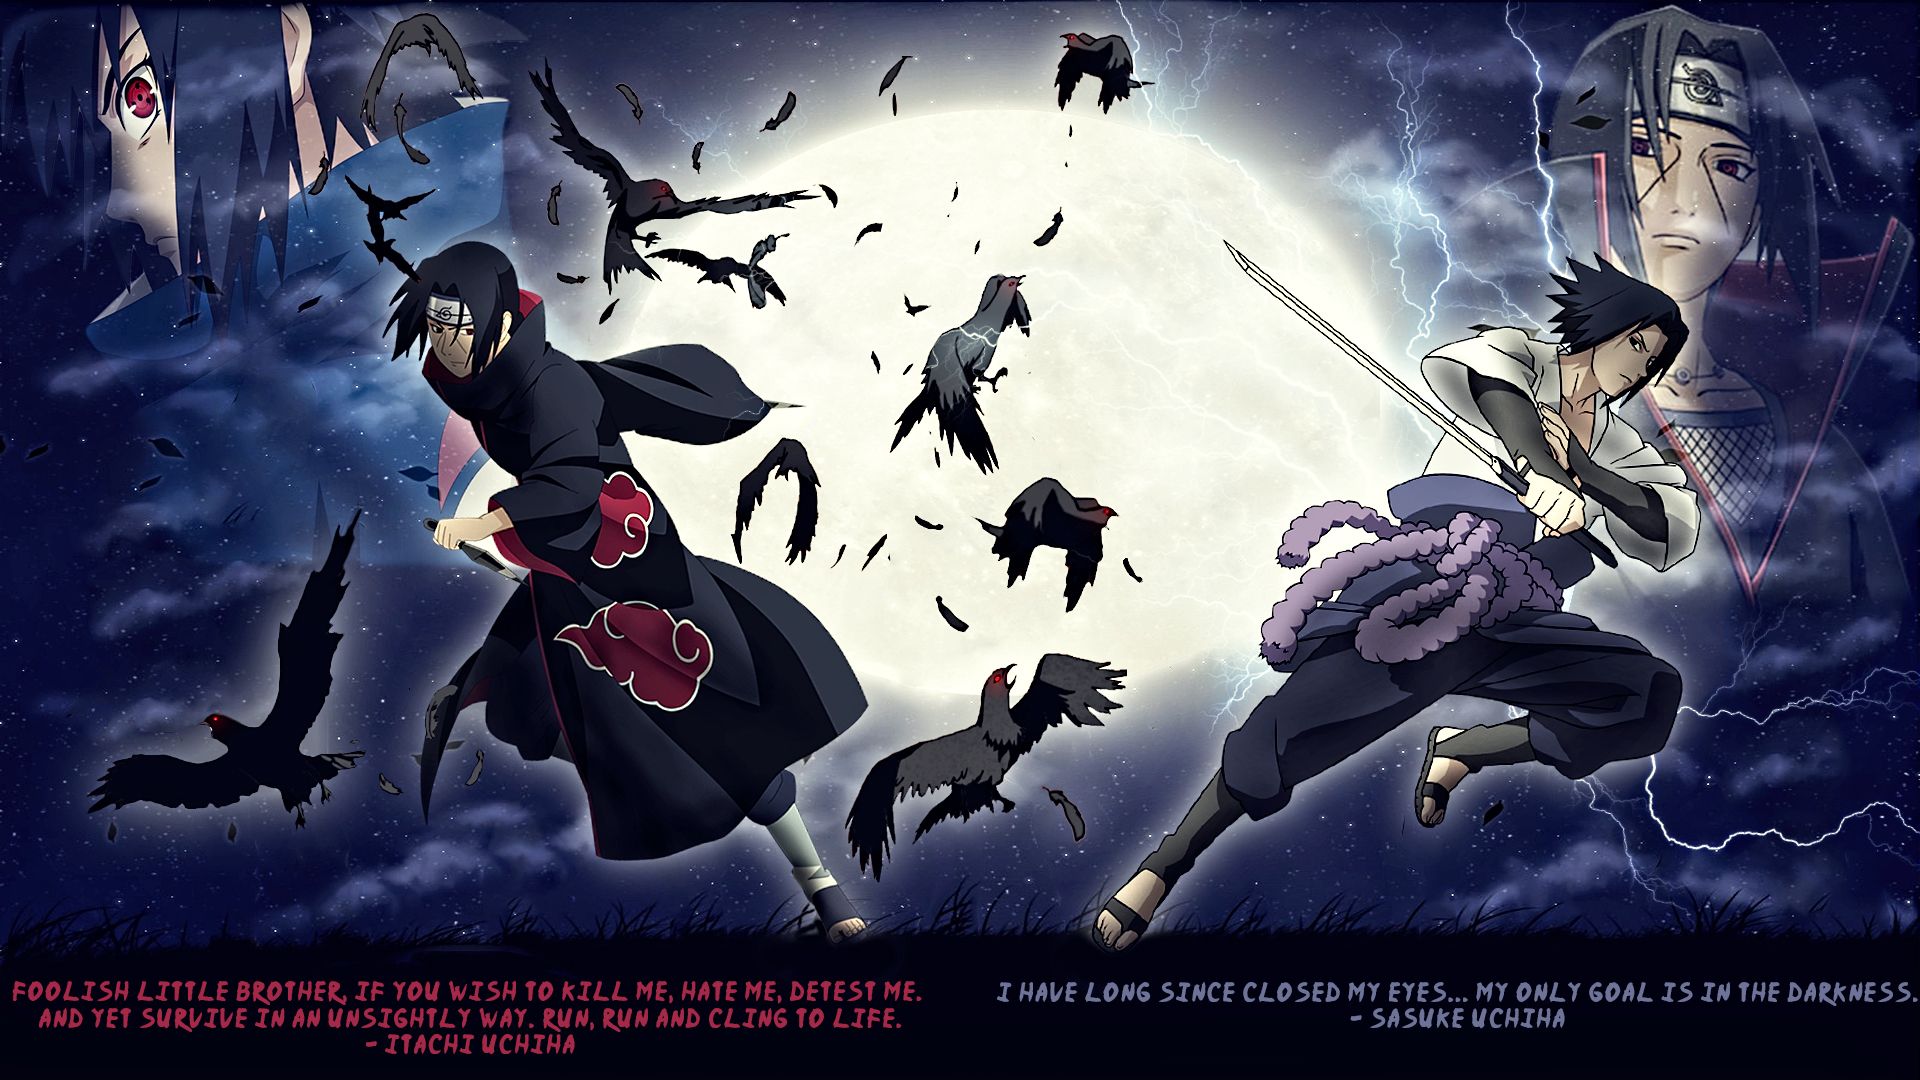 FOOLISH LITTLE BROTHER, IF YOU WISH TO KILL ME, HATE ME, DETEST ME.
AND YET SURVIVE IN AN UNSIGHTLY WAY. RUN, RUN AND CLING TO LIFE.
- ITACHI UCHIHA
I HAVE LONG SINCE CLOSED MY EYES... MY ONLY GOAL IS IN THE DARKNESS.
- SASUKE UCHIHA